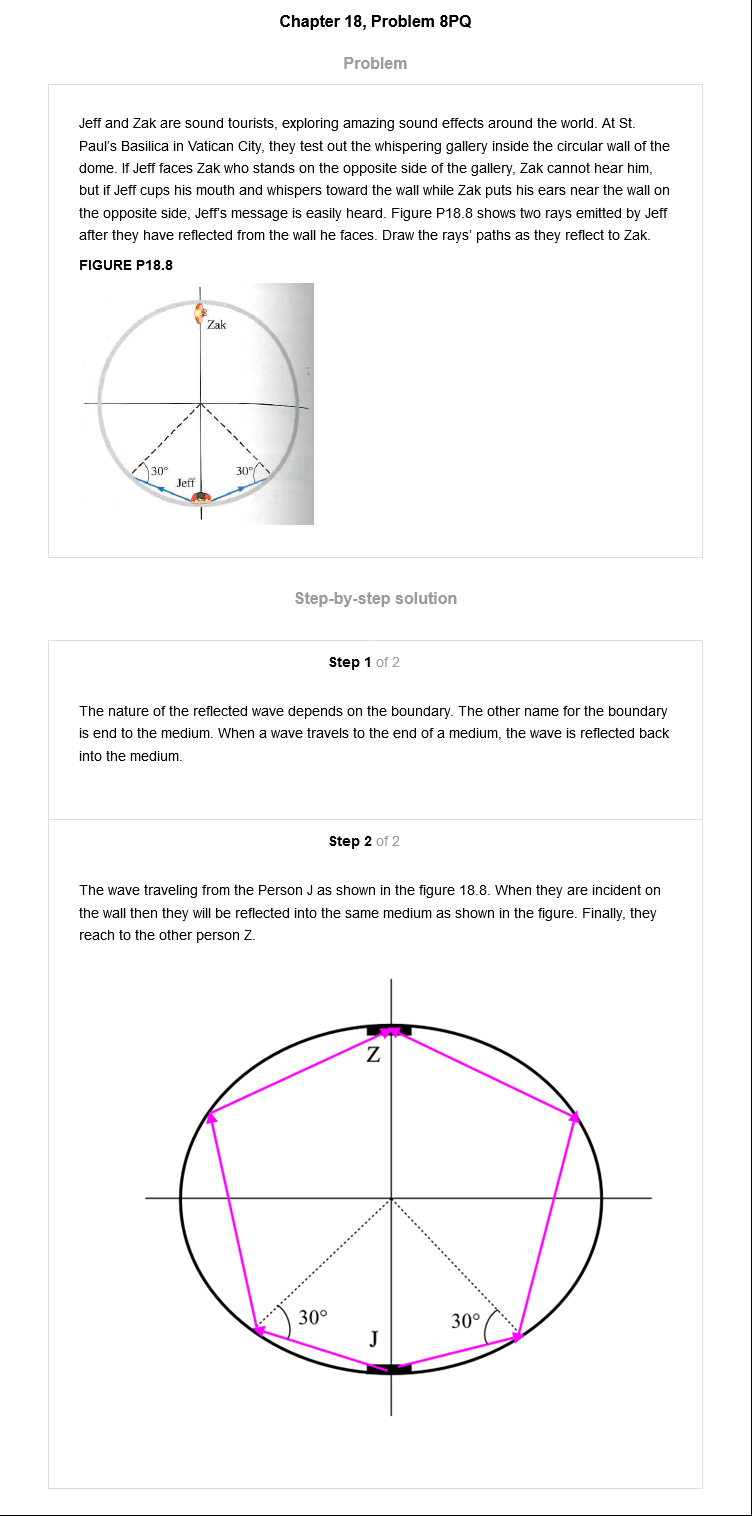 Chapter 18, Problem 8PQ
Problem
Jeff and Zak are sound tourists, exploring amazing sound effects around the world. At St.
Paul's Basilica in Vatican City, they test out the whispering gallery inside the circular wall of the
dome. If Jeff faces Zak who stands on the opposite side of the gallery, Zak cannot hear him,
but if Jeff cups his mouth and whispers toward the wall while Zak puts his ears near the wall on
the opposite side, Jeff's message is easily heard. Figure P18.8 shows two rays emitted by Jeff
after they have reflected from the wall he faces. Draw the rays' paths as they reflect to Zak.
FIGURE P18.8
Zak
30°
30°
Jeff
Step-by-step solution
Step 1 of 2
The nature of the reflected wave depends on the boundary. The other name for the boundary
is end to the medium. When a wave travels to the end of a medium, the wave is reflected back
into the medium.
Step 2 of 2
The wave traveling from the Person J as shown in the figure 18.8. When they are incident on
the wall then they will be reflected into the same medium as shown in the figure. Finally, they
reach to the other person Z.
Z
30°
30°
J